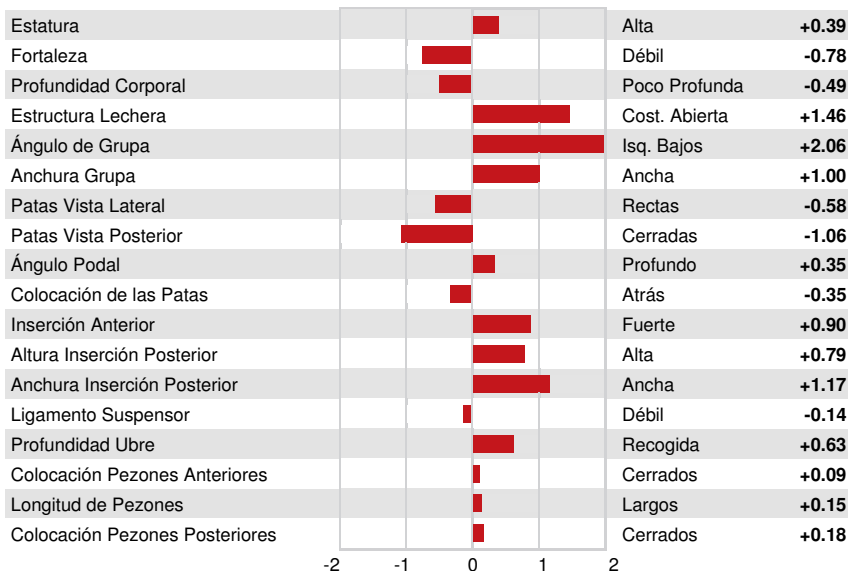 Estatura Alta +0.39
Fortaleza Débil -0.78
Profundidad Corporal Poco Profunda -0.49
Estructura Lechera Cost. Abierta +1.46
Ángulo de Grupa Isq. Bajos +2.06
Anchura Grupa Ancha +1.00
Patas Vista Lateral Rectas -0.58
Patas Vista Posterior Cerradas -1.06
Ángulo Podal Profundo +0.35
Colocación de las Patas Atrás -0.35
Inserción Anterior Fuerte +0.90
Altura Inserción Posterior Alta +0.79
Anchura Inserción Posterior Ancha +1.17
Ligamento Suspensor Débil -0.14
Profundidad Ubre Recogida +0.63
Colocación Pezones Anteriores Cerrados +0.09
Longitud de Pezones Largos +0.15
Colocación Pezones Posteriores Cerrados +0.18
-2 -1 0 1 2